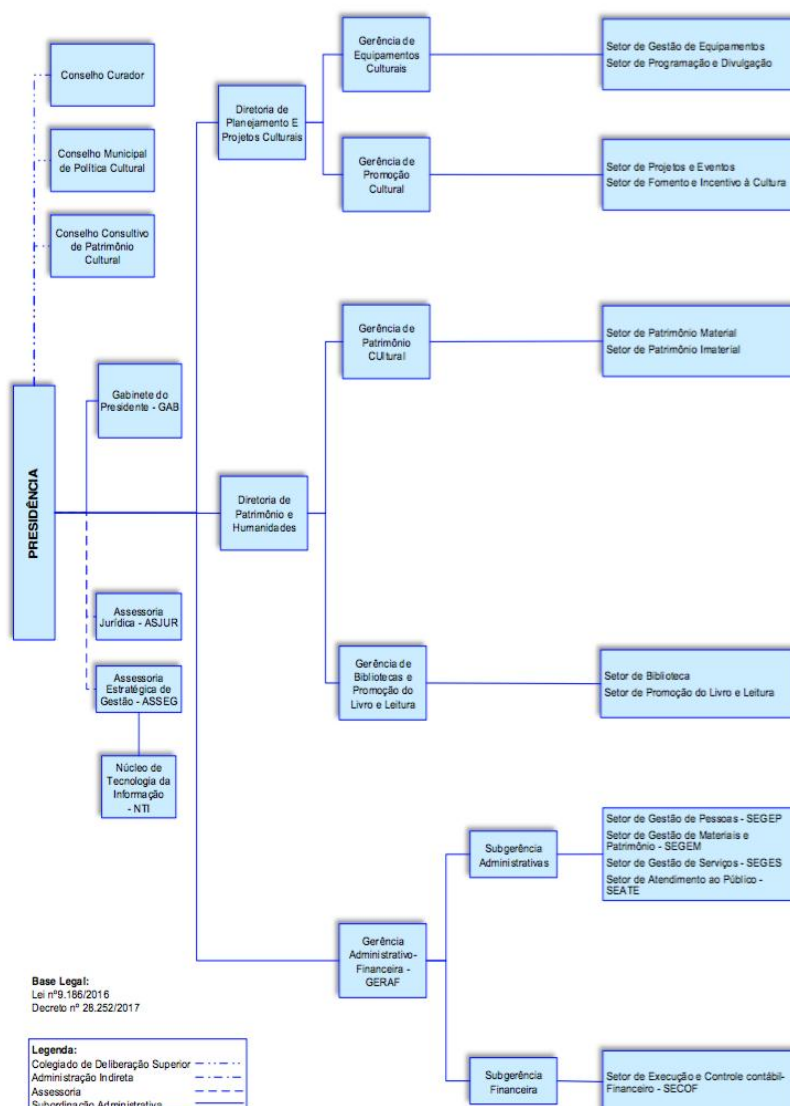 Conselho Curador
Conselho Municipal
de Política Cultural
Conselho Consultivo
de Patrimônio
Cultural
PRESIDÊNCIA
Gabinete do
Presidente - GAB
Assessoria
Jurídica - ASJUR
Assessoria
Estratégica de
Gestão - ASSEG
Núcleo de
Tecnologia da
Informação
- NTI
Diretoria de
Planejamento E
Projetos Culturais
Gerência de
Equipamentos
Culturais
Setor de Gestão de Equipamentos
Setor de Programação e Divulgação
Gerência de
Promoção
Cultural
Setor de Projetos e Eventos
Setor de Fomento e Incentivo à Cultura
Diretoria de
Patrimônio e
Humanidades
Gerência de
Patrimônio
CUltural
Setor de Patrimônio Material
Setor de Patrimônio Imaterial
Gerência de
Bibliotecas e
Promoção do
Livro e Leitura
Setor de Biblioteca
Setor de Promoção do Livro e Leitura
Gerência
Administrativo-
Financeira -
GERAF
Subgerência
Administrativas
Setor de Gestão de Pessoas - SEGEP
Setor de Gestão de Materiais e
Patrimônio - SEGEM
Setor de Gestão de Serviços - SEGES
Setor de Atendimento ao Público -
SEATE
Subgerência
Financeira
Setor de Execução e Controle contábil-
Financeiro - SECOF
Base Legal:
Lei nº9.186/2016
Decreto nº 28.252/2017
Legenda:
Colegiado de Deliberação Superior
Administração Indireta
Assessoria
Subordinação Administrativa